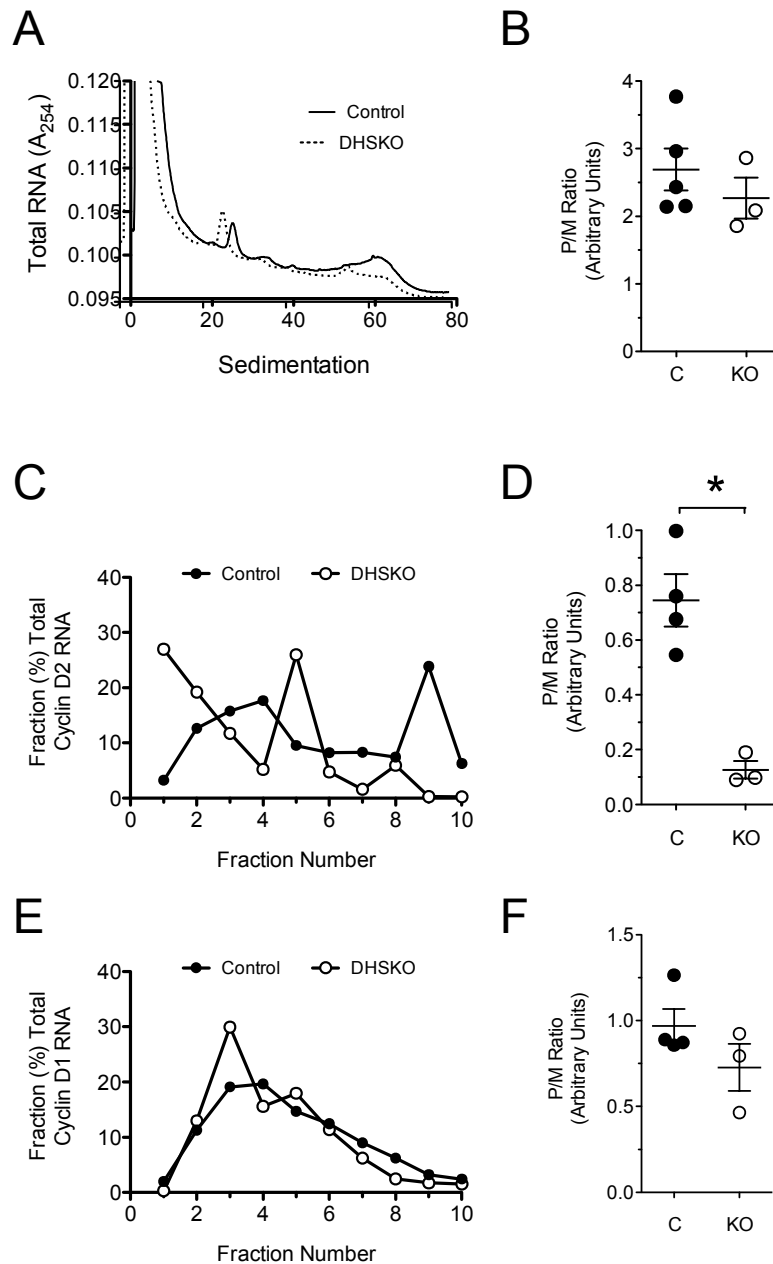 A
Total RNA (A254)
0.120
0.115
0.110
0.105
0.100
0.095
Control
DHSKO
0 20 40 60 80
Sedimentation
B
P/M Ratio
(Arbitrary Units)
4
3
2
1
0
C KO
C
Fraction (%) Total
Cyclin D2 RNA
Control DHSKO
40
30
20
10
0
0 2 4 6 8 10
Fraction Number
D
*
P/M Ratio
(Arbitrary Units)
1.0
0.8
0.6
0.4
0.2
0.0
C KO
E
Fraction (%) Total
Cyclin D1 RNA
Control DHSKO
40
30
20
10
0
0 2 4 6 8 10
Fraction Number
F
P/M Ratio
(Arbitrary Units)
1.5
1.0
0.5
0.0
C KO